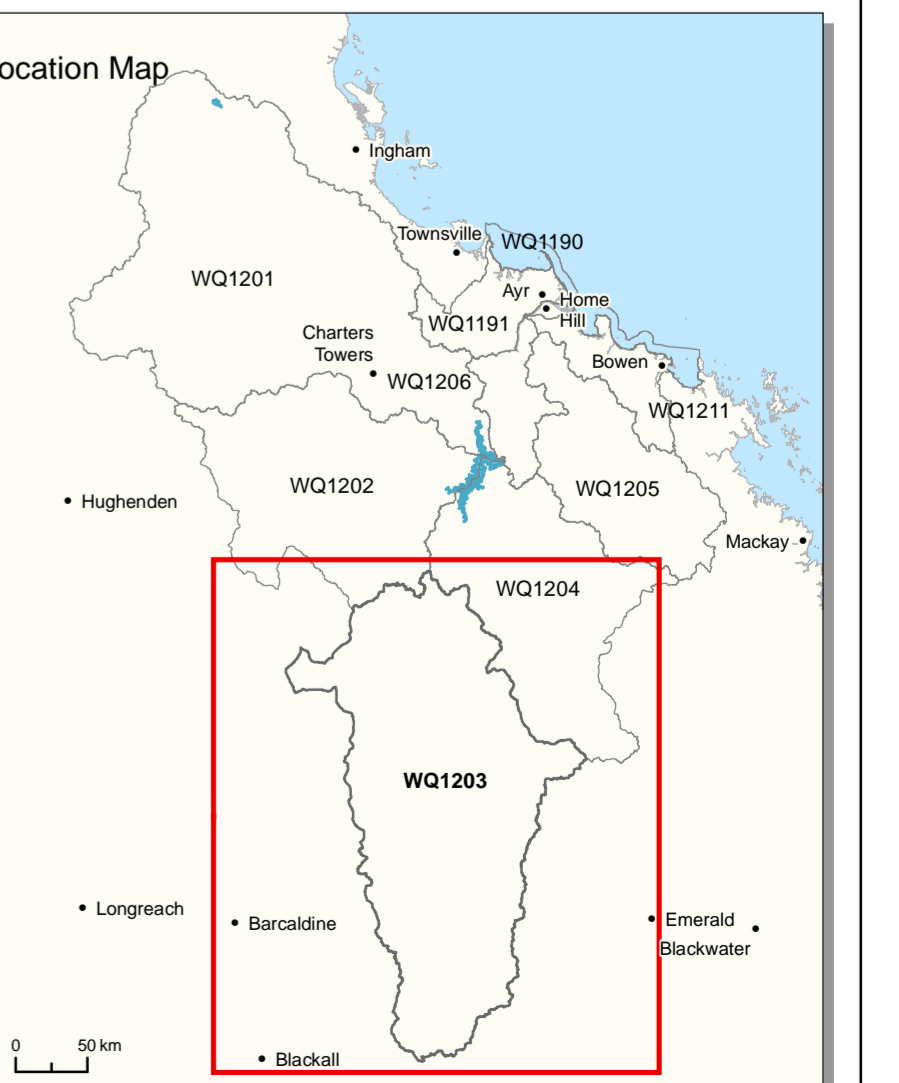 ocation Map
Ingham
Townsville
WQ1190
WQ1201
Ayr
Home
Hill
WQ1191
Charters
Towers
Bowen
WQ1206
WQ1211
WQ1202
WQ1205
Hughenden
Mackay
WQ1204
WQ1203
Longreach
Barcaldine
Emerald
Blackwater
0 50 km
Blackall